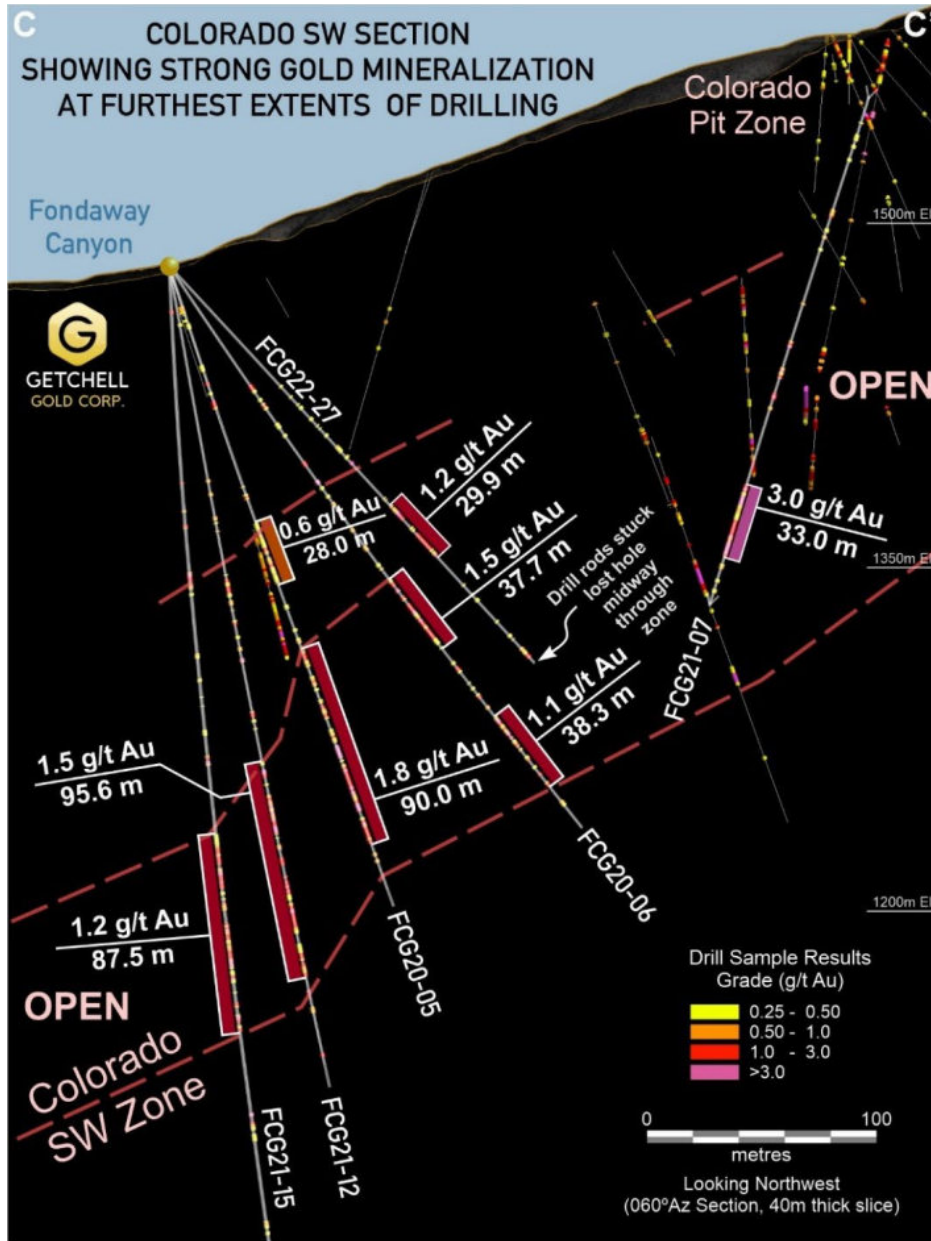 C
C'
COLORADO SW SECTION
SHOWING STRONG GOLD MINERALIZATION
AT FURTHEST EXTENTS OF DRILLING
Colorado
Pit Zone
Fondaway
Canyon
1500m El
G
GETCHELL
GOLD CORP.
FCG22-27
OPEN
1.2 g/t Au
29.9 m
0.6 g/t Au
28.0 m
1.5 g/t Au
37.7 m
Drill rods stuck
lost hole
midway
through
zone
3.0 g/t Au
33.0 m
1350m El
FCG21-07
1.1 g/t Au
38.3 m
1.5 g/t Au
95.6 m
1.8 g/t Au
90.0 m
FCG20-06
1200m El
1.2 g/t Au
87.5 m
FCG20-05
OPEN
Colorado
SW Zone
FCG21-15
FCG21-12
Drill Sample Results
Grade (g/t Au)
0.25 - 0.50
0.50 - 1.0
1.0 - 3.0
>3.0
0 100
metres
Looking Northwest
(060ºAz Section, 40m thick slice)